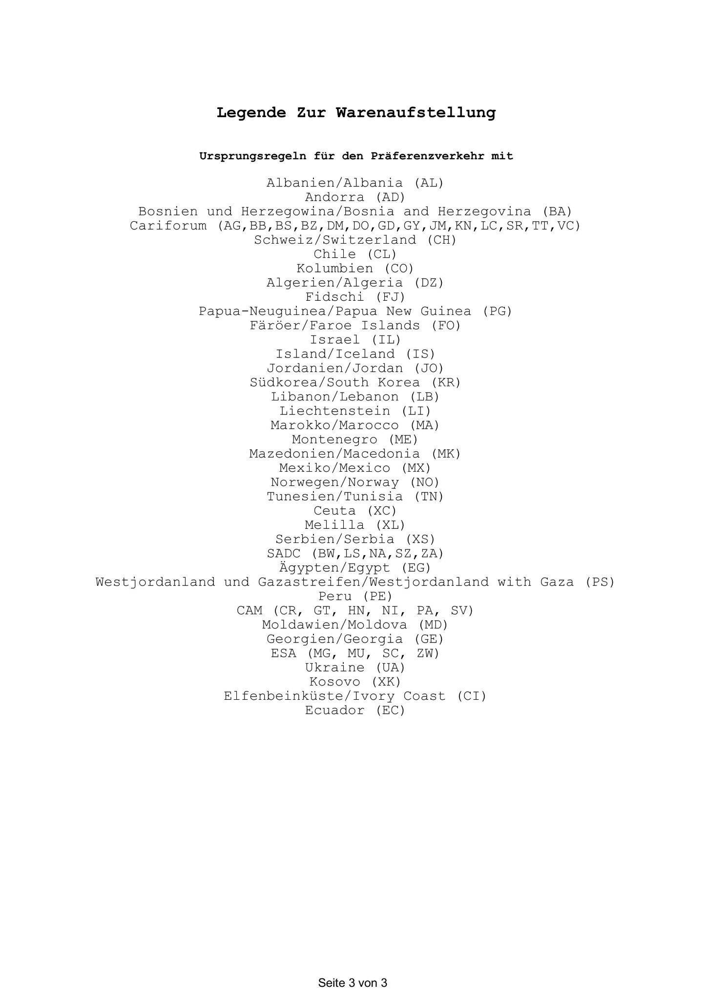 Legende Zur Warenaufstellung
Ursprungsregeln für den Präferenzverkehr mit
Albanien/Albania (AL)
Andorra (AD)
Bosnien und Herzegowina/Bosnia and Herzegovina (BA)
Cariforum (AG,BB,BS,BZ,DM,DO,GD,GY,JM,KN,LC,SR,TT,VC)
Schweiz/Switzerland (CH)
Chile (CL)
Kolumbien (CO)
Algerien/Algeria (DZ)
Fidschi (FJ)
Papua-Neuguinea/Papua New Guinea (PG)
Färöer/Faroe Islands (FO)
Israel (IL)
Island/Iceland (IS)
Jordanien/Jordan (JO)
Südkorea/South Korea (KR)
Libanon/Lebanon (LB)
Liechtenstein (LI)
Marokko/Marocco (MA)
Montenegro (ME)
Mazedonien/Macedonia (MK)
Mexiko/Mexico (MX)
Norwegen/Norway (NO)
Tunesien/Tunisia (TN)
Ceuta (XC)
Melilla (XL)
Serbien/Serbia (XS)
SADC (BW,LS,NA,SZ,ZA)
Ägypten/Egypt (EG)
Westjordanland und Gazastreifen/Westjordanland with Gaza (PS)
Peru (PE)
CAM (CR, GT, HN, NI, PA, SV)
Moldawien/Moldova (MD)
Georgien/Georgia (GE)
ESA (MG, MU, SC, ZW)
Ukraine (UA)
Kosovo (XK)
Elfenbeinküste/Ivory Coast (CI)
Ecuador (EC)
Seite 3 von 3